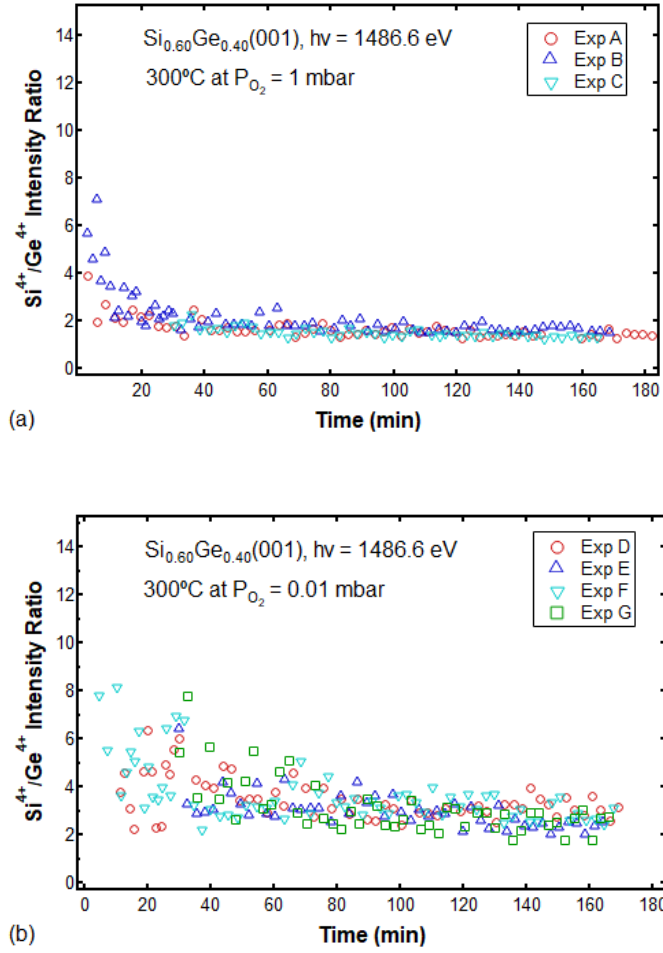 Si⁴⁺/Ge⁴⁺ Intensity Ratio
14
12
10
8
6
4
2
0
Si₀.₆₀Ge₀.₄₀(001), hv = 1486.6 eV
300ºC at P_O₂ = 1 mbar
Exp A
Exp B
Exp C
20 40 60 80 100 120 140 160 180
Time (min)
(a)
Si⁴⁺/Ge⁴⁺ Intensity Ratio
14
12
10
8
6
4
2
0
Si₀.₆₀Ge₀.₄₀(001), hv = 1486.6 eV
300ºC at P_O₂ = 0.01 mbar
Exp D
Exp E
Exp F
Exp G
0 20 40 60 80 100 120 140 160 180
Time (min)
(b)